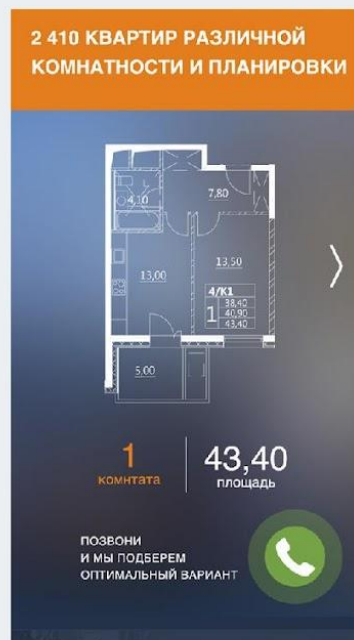 2 410 КВАРТИР РАЗЛИЧНОЙ
КОМНАТНОСТИ И ПЛАНИРОВКИ
4,10
7,80
13,00
13,50
4/К1
1
38,40
40,90
43,40
5,00
1
комнтата
43,40
площадь
ПОЗВОНИ
И МЫ ПОДБЕРЕМ
ОПТИМАЛЬНЫЙ ВАРИАНТ